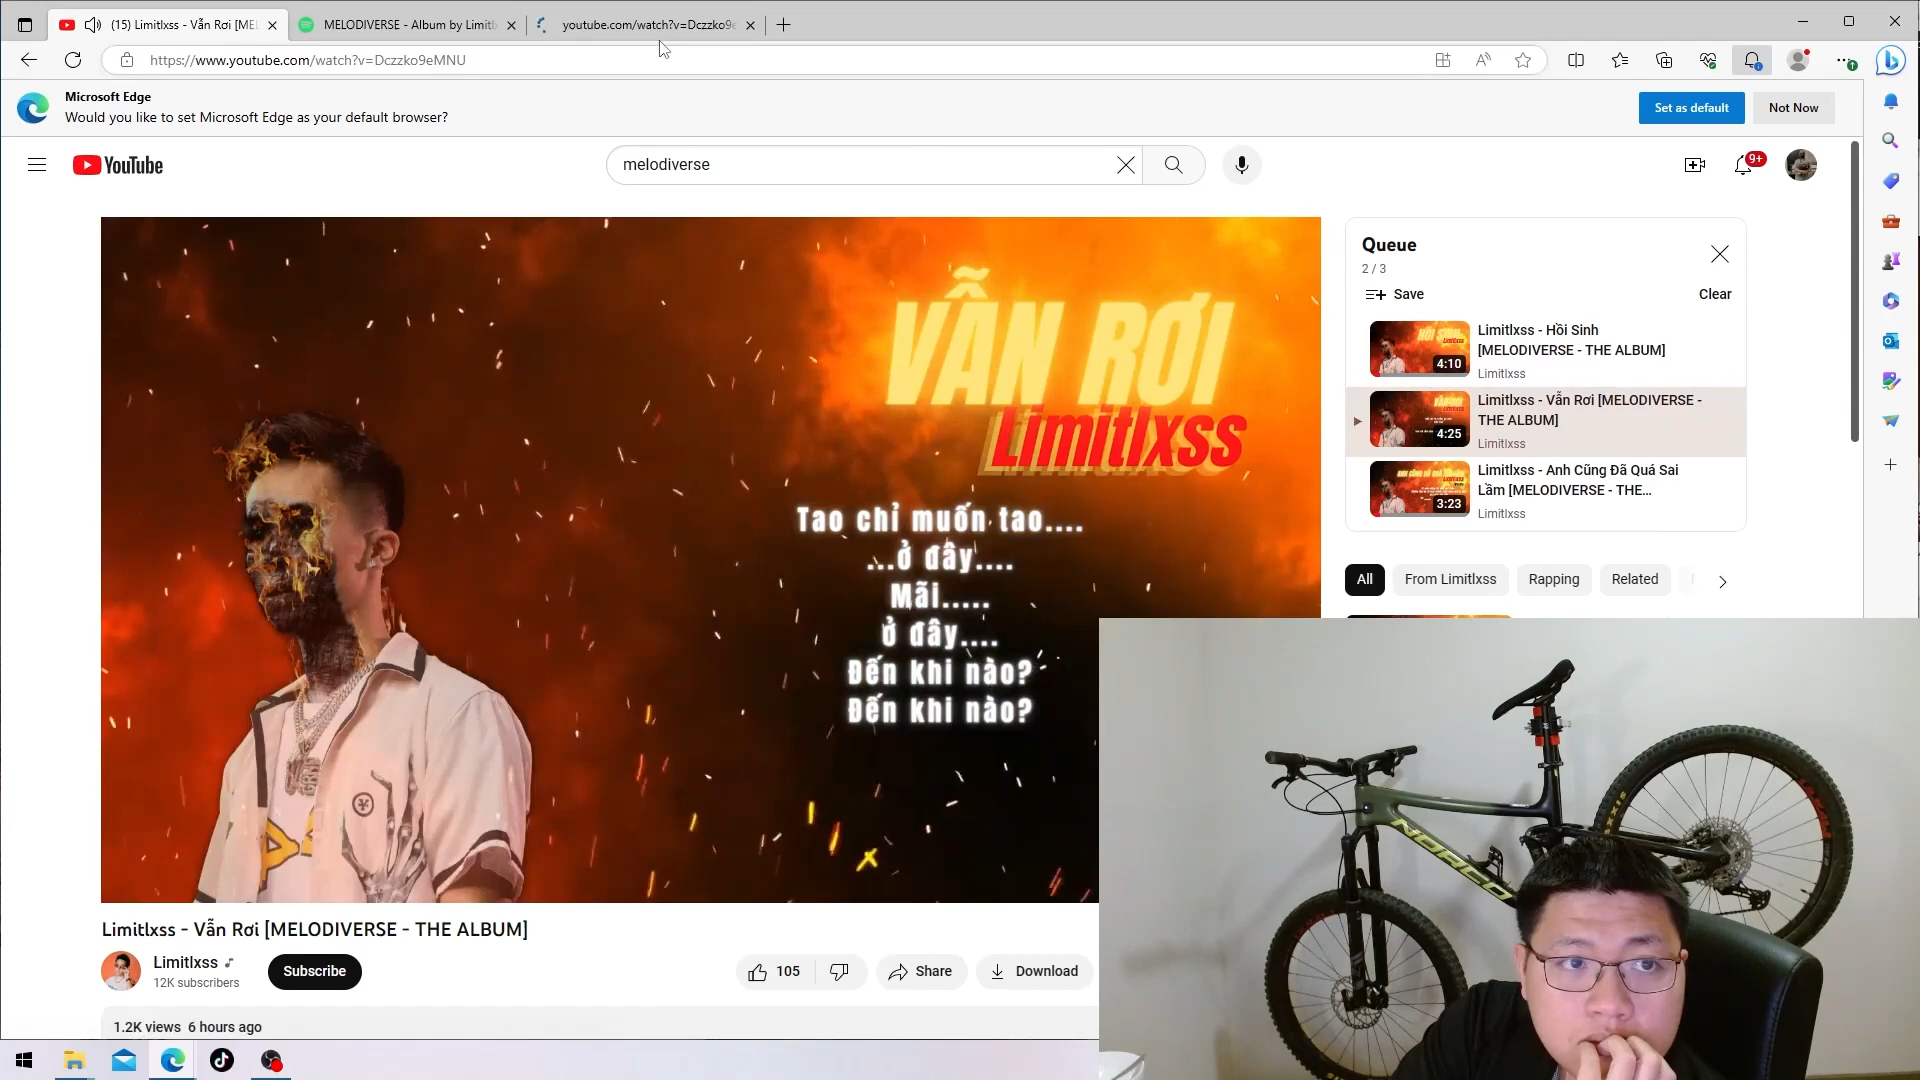 (15) Limitlxss - Vẫn Rơi [MEL
MELODIVERSE - Album by Limitl
youtube.com/watch?v=Dczzko9e
https://www.youtube.com/watch?v=Dczzko9eMNU
Microsoft Edge
Would you like to set Microsoft Edge as your default browser?
Set as default
Not Now
YouTube
melodiverse
9+
VẪN RƠI
Limitlxss
Tao chỉ muốn tao....
...ở đây....
Mãi.....
ở đây....
Đến khi nào?
Đến khi nào?
Queue
2 / 3
Save
Clear
4:10
Limitlxss - Hồi Sinh
[MELODIVERSE - THE ALBUM]
Limitlxss
4:25
Limitlxss - Vẫn Rơi [MELODIVERSE -
THE ALBUM]
Limitlxss
3:23
Limitlxss - Anh Cũng Đã Quá Sai
Lầm [MELODIVERSE - THE...
Limitlxss
All
From Limitlxss
Rapping
Related
NORCO
Limitlxss - Vẫn Rơi [MELODIVERSE - THE ALBUM]
Limitlxss
12K subscribers
Subscribe
105
Share
Download
1.2K views 6 hours ago